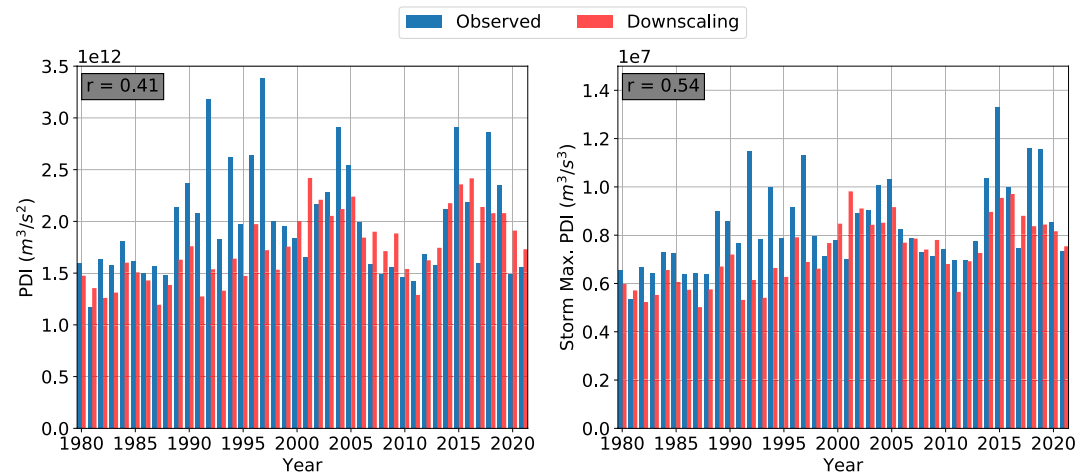 Observed
Downscaling
1e12
r = 0.41
PDI (m³/s²)
3.5
3.0
2.5
2.0
1.5
1.0
0.5
0.0
1980 1985 1990 1995 2000 2005 2010 2015 2020
Year
1e7
r = 0.54
Storm Max. PDI (m³/s³)
1.4
1.2
1.0
0.8
0.6
0.4
0.2
0.0
1980 1985 1990 1995 2000 2005 2010 2015 2020
Year